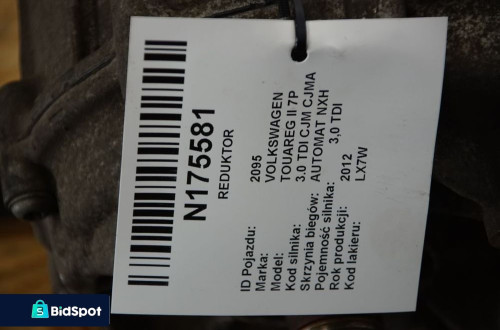 N175581
REDUKTOR
ID Pojazdu: 2095
Marka: VOLKSWAGEN
Model: TOUAREG II 7P
Kod silnika: 3.0 TDI CJM CJMA
Skrzynia biegów: AUTOMAT NXH
Pojemność silnika: 3,0 TDI
Rok produkcji: 2012
Kod lakieru: LX7W
BidSpot